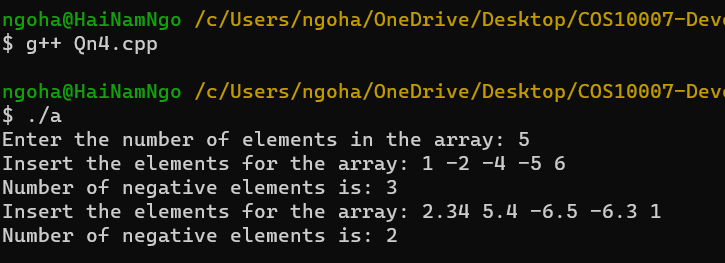 ngoha@HaiNamNgo /c/Users/ngoha/OneDrive/Desktop/COS10007-Deve
$ g++ Qn4.cpp
ngoha@HaiNamNgo /c/Users/ngoha/OneDrive/Desktop/COS10007-Deve
$ ./a
Enter the number of elements in the array: 5
Insert the elements for the array: 1 -2 -4 -5 6
Number of negative elements is: 3
Insert the elements for the array: 2.34 5.4 -6.5 -6.3 1
Number of negative elements is: 2